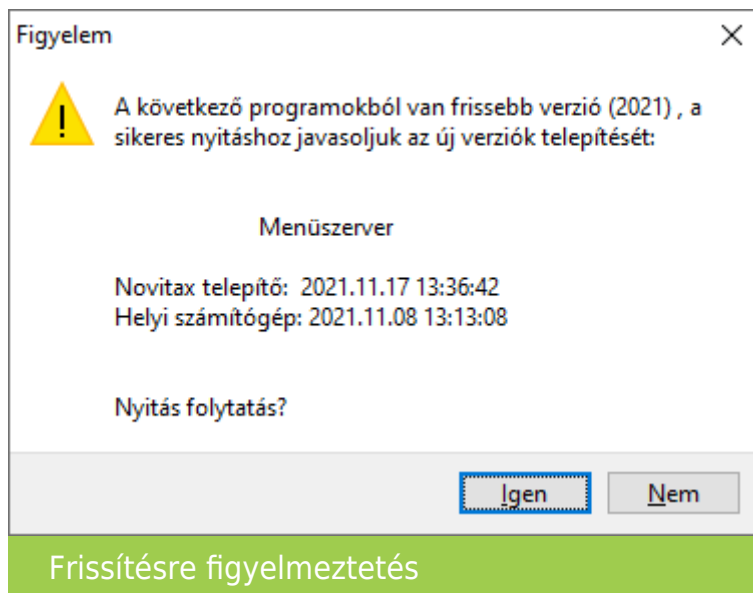 Figyelem
A következő programokból van frissebb verzió (2021) , a
sikeres nyitáshoz javasoljuk az új verziók telepítését:
Menüszerver
Novitax telepítő: 2021.11.17 13:36:42
Helyi számítógép: 2021.11.08 13:13:08
Nyitás folytatás?
Igen Nem
Frissítésre figyelmeztetés